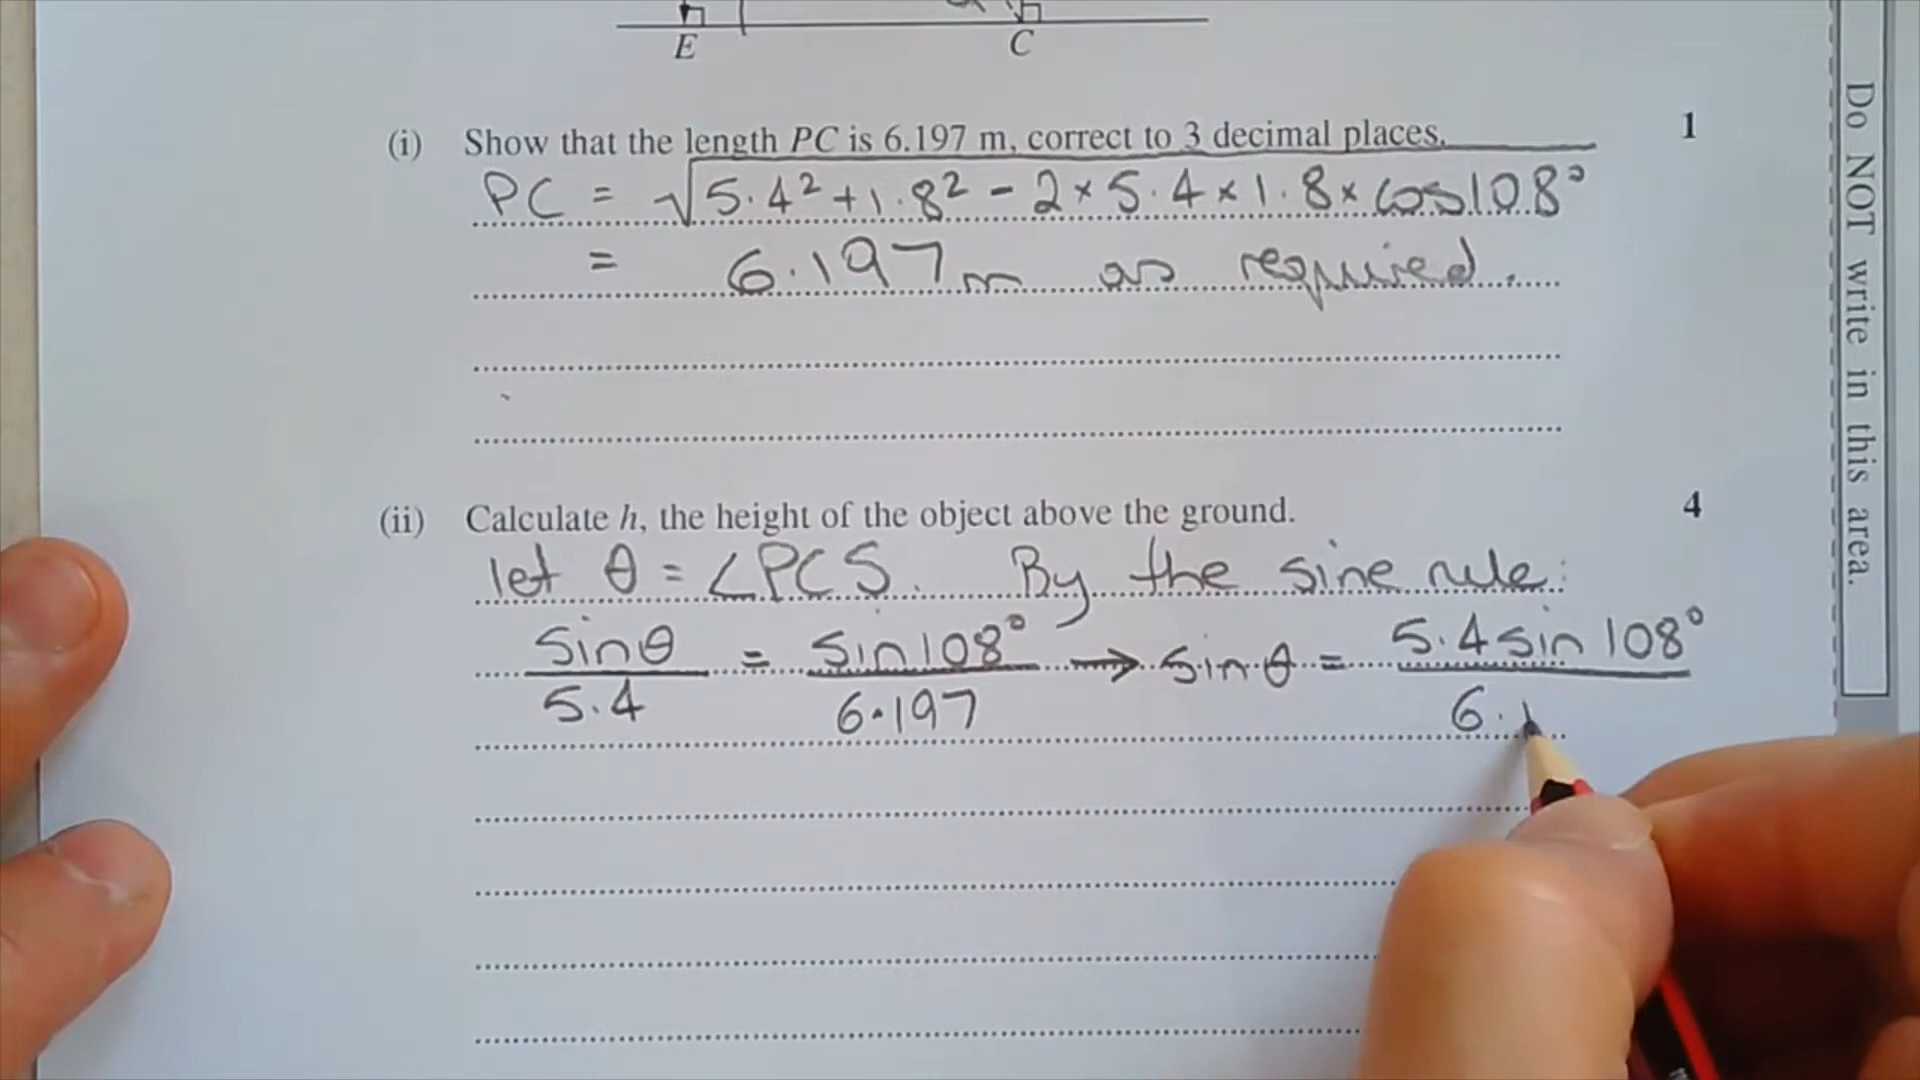 E C
(i) Show that the length PC is 6.197 m, correct to 3 decimal places. 1
PC = √5.4² + 1.8² - 2 × 5.4 × 1.8 × cos108°
= 6.197m as required.
(ii) Calculate h, the height of the object above the ground. 4
let θ = ∠PCS. By the sine rule:
sinθ/5.4 = sin108°/6.197 → sinθ = 5.4sin108°/6.1
Do NOT write in this area.